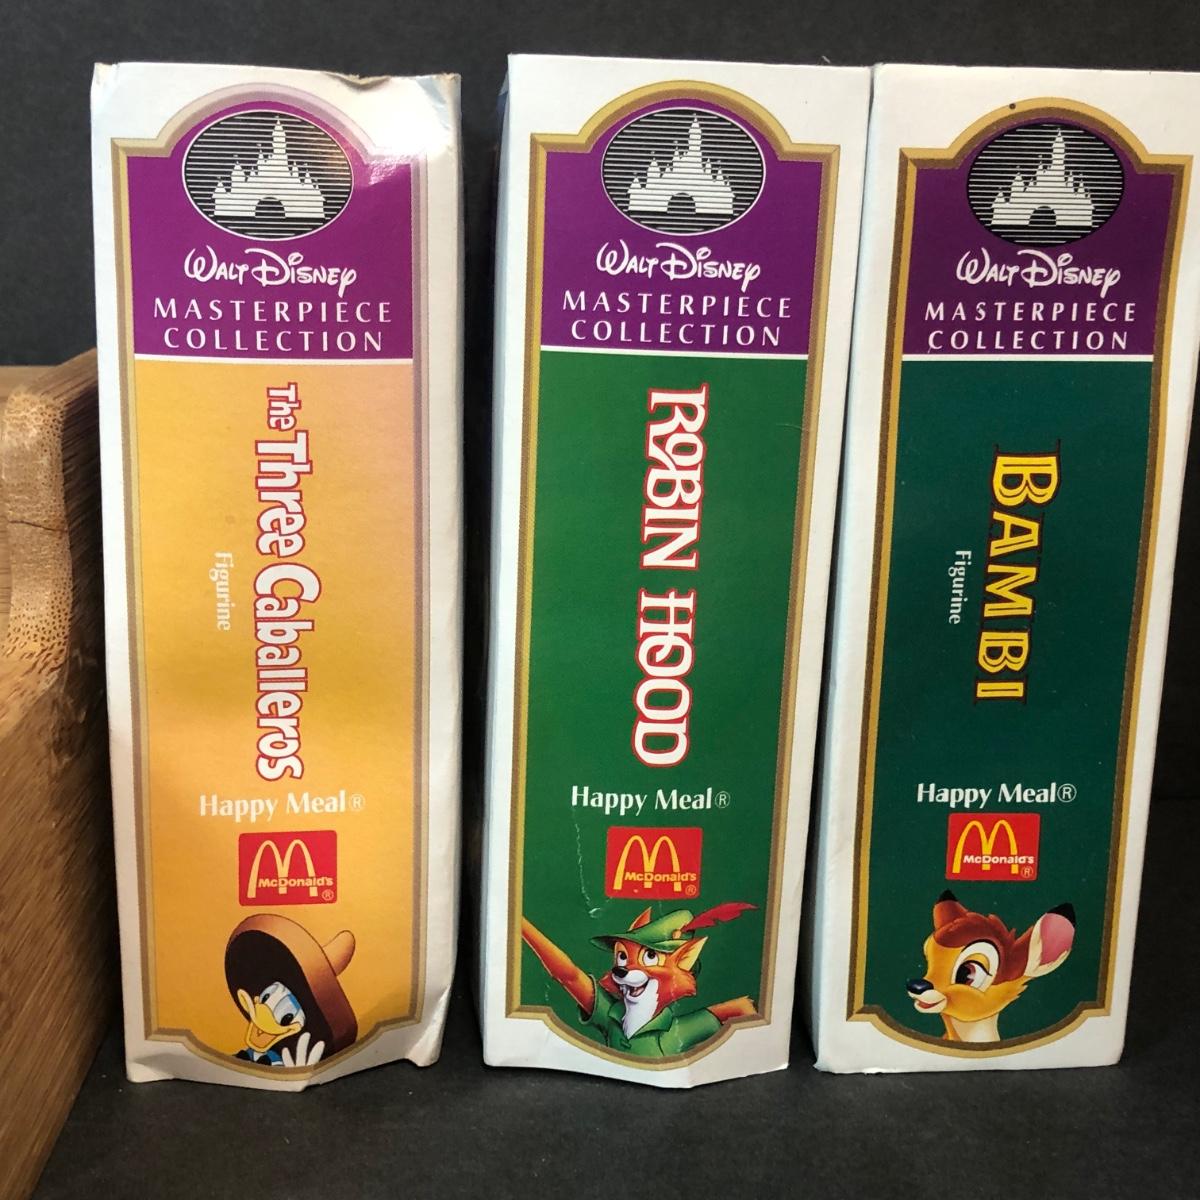 WALT DISNEY
MASTERPIECE
COLLECTION
The Three Caballeros
Figurine
Happy Meal®
McDonald's
®
WALT DISNEY
MASTERPIECE
COLLECTION
ROBIN HOOD
Happy Meal®
McDonald's
®
WALT DISNEY
MASTERPIECE
COLLECTION
BAMBI
Figurine
Happy Meal®
McDonald's
®